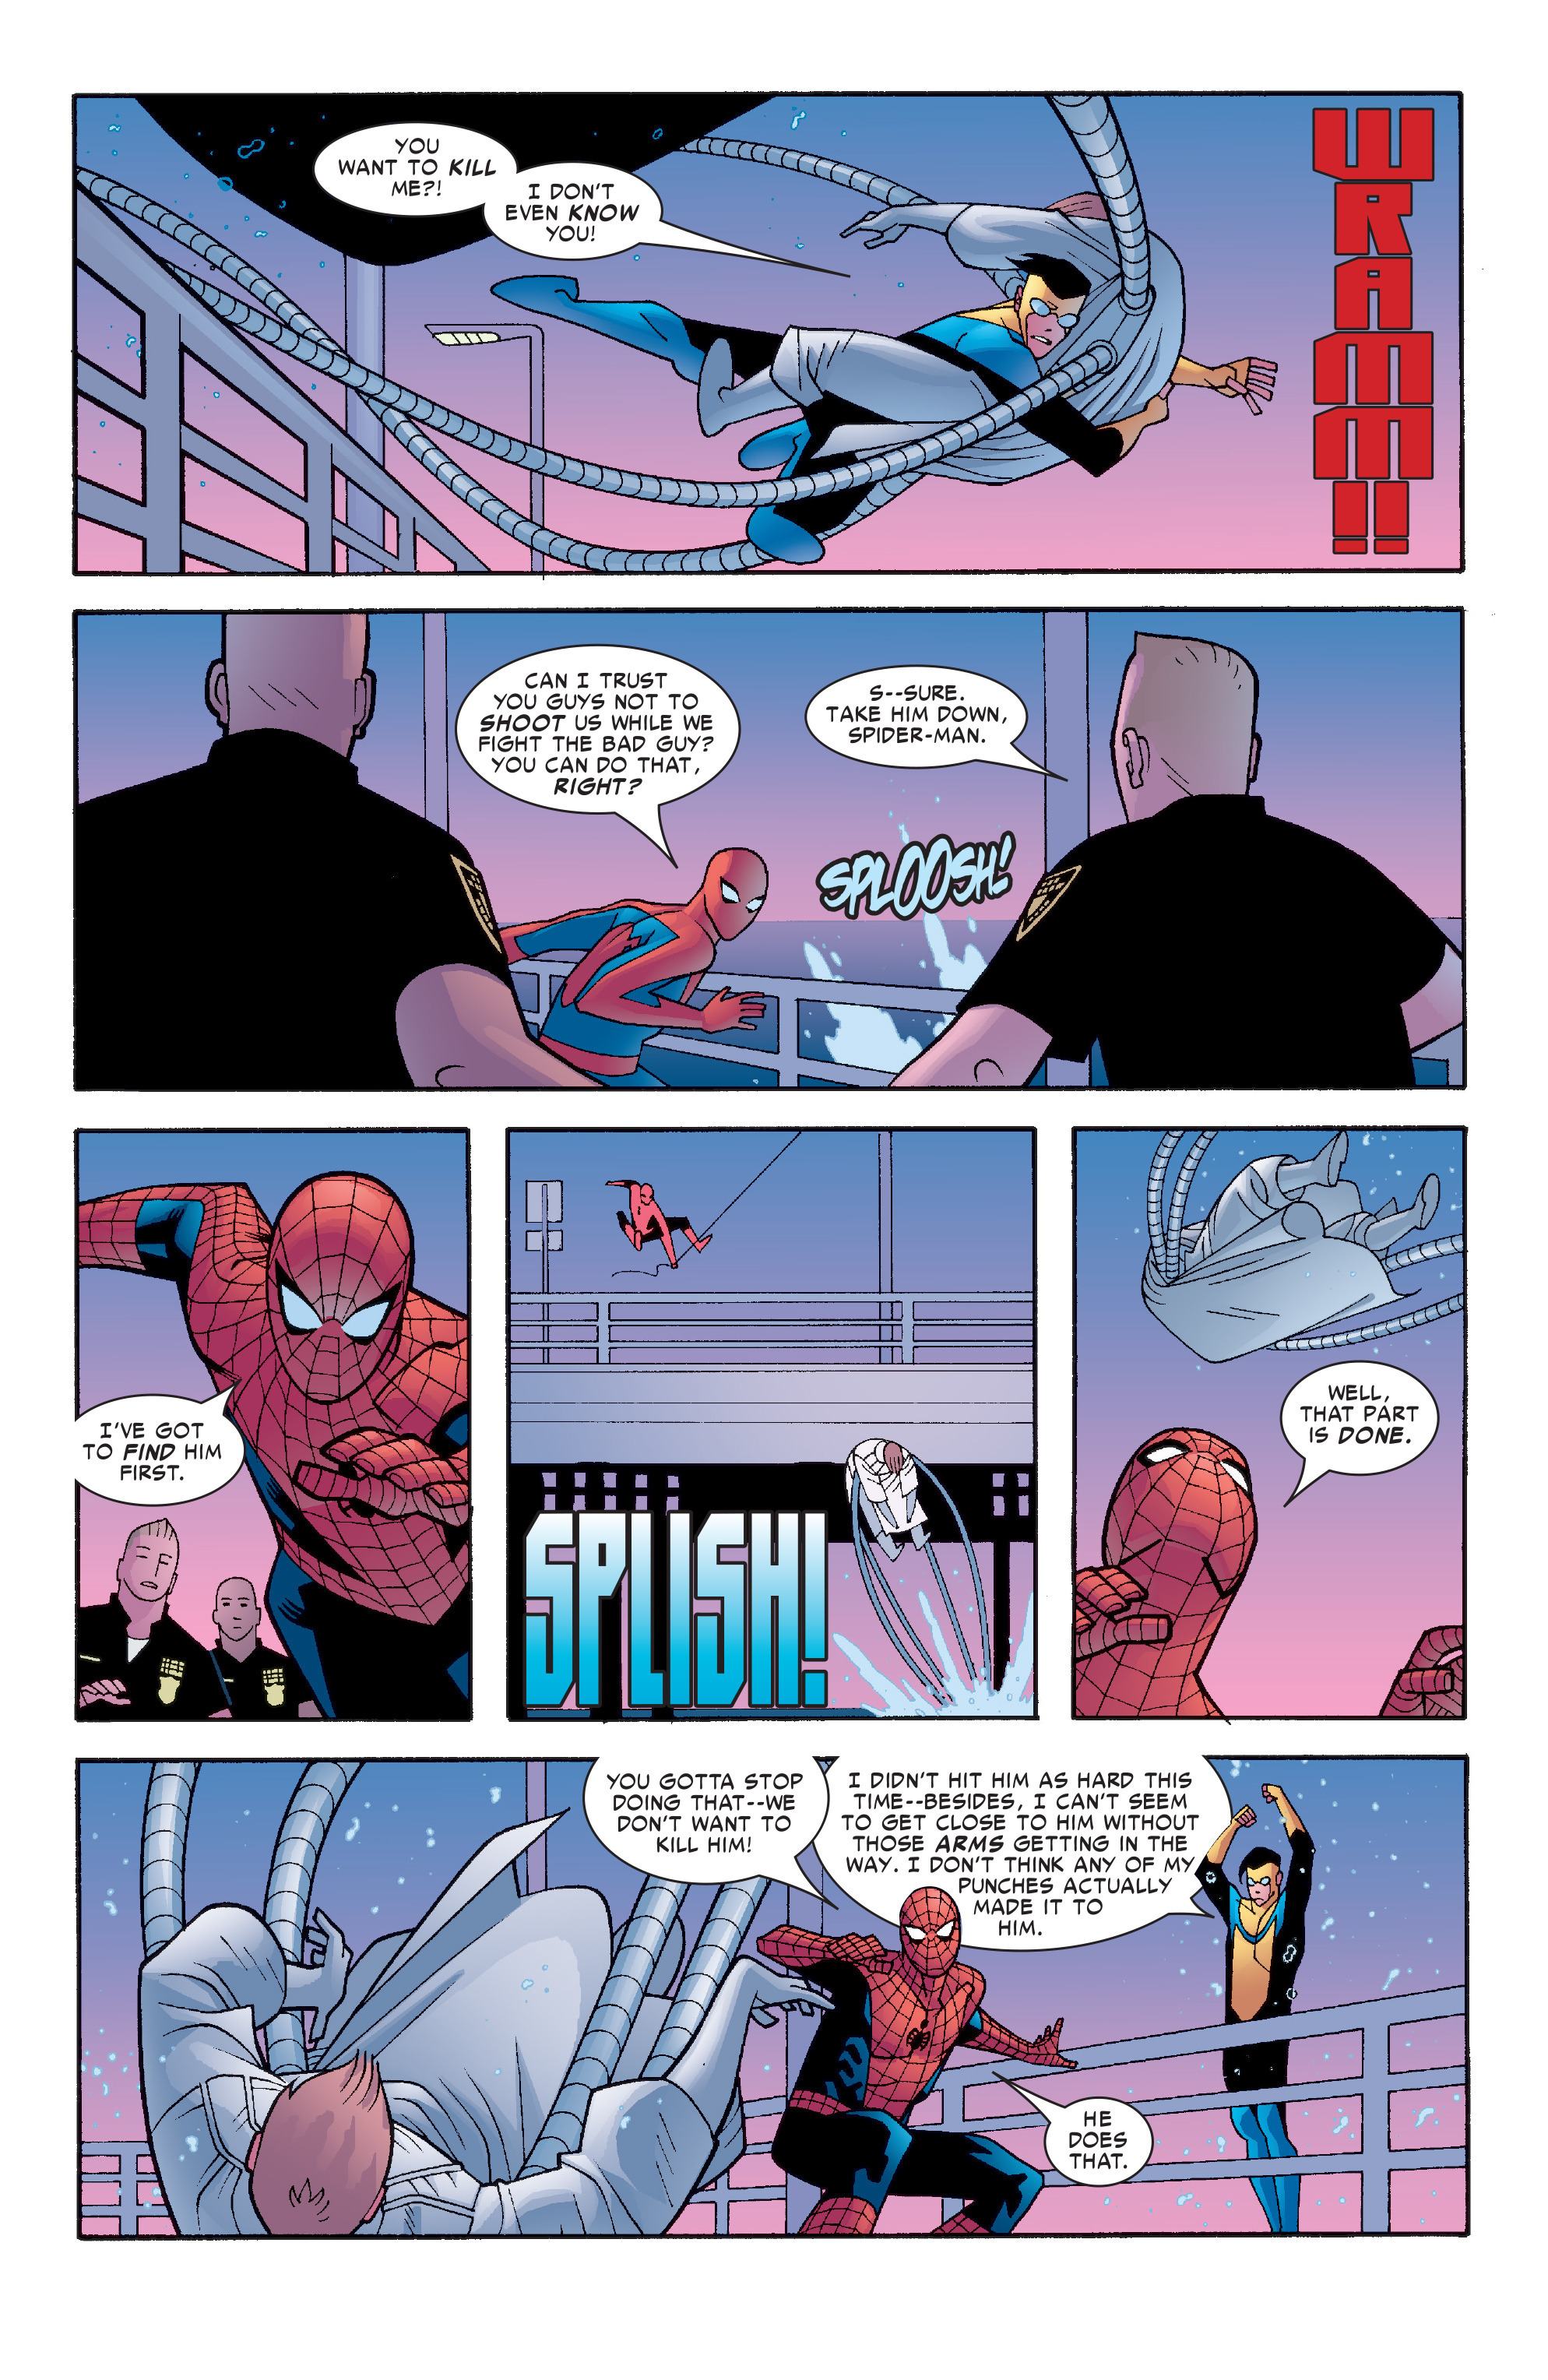 YOU
WANT TO KILL
ME?!
I DON'T
EVEN KNOW
YOU!
WRAMM!!
CAN I TRUST
YOU GUYS NOT TO
SHOOT US WHILE WE
FIGHT THE BAD GUY?
YOU CAN DO THAT,
RIGHT?
S--SURE.
TAKE HIM DOWN,
SPIDER-MAN.
SPLOOSH!
I'VE GOT
TO FIND HIM
FIRST.
SPLISH!
WELL,
THAT PART
IS DONE.
YOU GOTTA STOP
DOING THAT--WE
DON'T WANT TO
KILL HIM!
I DIDN'T HIT HIM AS HARD THIS
TIME--BESIDES, I CAN'T SEEM
TO GET CLOSE TO HIM WITHOUT
THOSE ARMS GETTING IN THE
WAY. I DON'T THINK ANY OF MY
PUNCHES ACTUALLY
MADE IT TO
HIM.
HE
DOES
THAT.